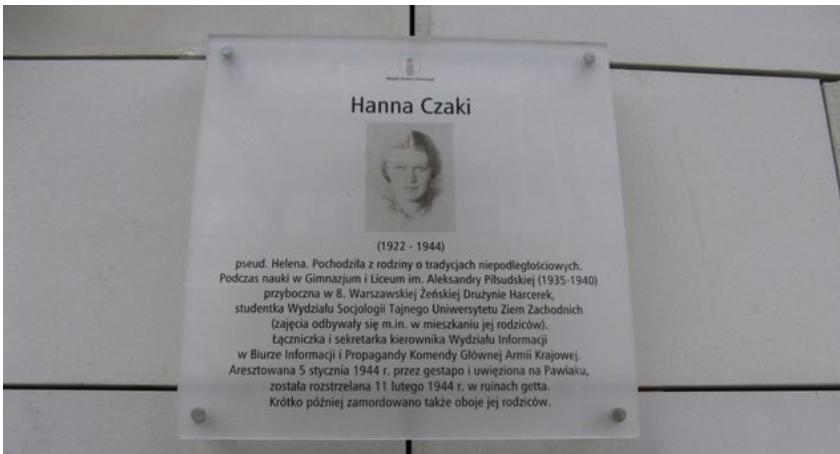 Hanna Czaki
(1922 - 1944)
pseud. Helena. Pochodziła z rodziny o tradycjach niepodległościowych.
Podczas nauki w Gimnazjum i Liceum im. Aleksandry Piłsudskiej (1935-1940)
przyboczna w 8. Warszawskiej Żeńskiej Drużynie Harcerek,
studentka Wydziału Socjologii Tajnego Uniwersytetu Ziem Zachodnich
(zajęcia odbywały się m.in. w mieszkaniu jej rodziców).
Łączniczka i sekretarka kierownika Wydziału Informacji
w Biurze Informacji i Propagandy Komendy Głównej Armii Krajowej.
Aresztowana 5 stycznia 1944 r. przez gestapo i uwięziona na Pawiaku,
została rozstrzelana 11 lutego 1944 r. w ruinach getta.
Krótko później zamordowano także oboje jej rodziców.